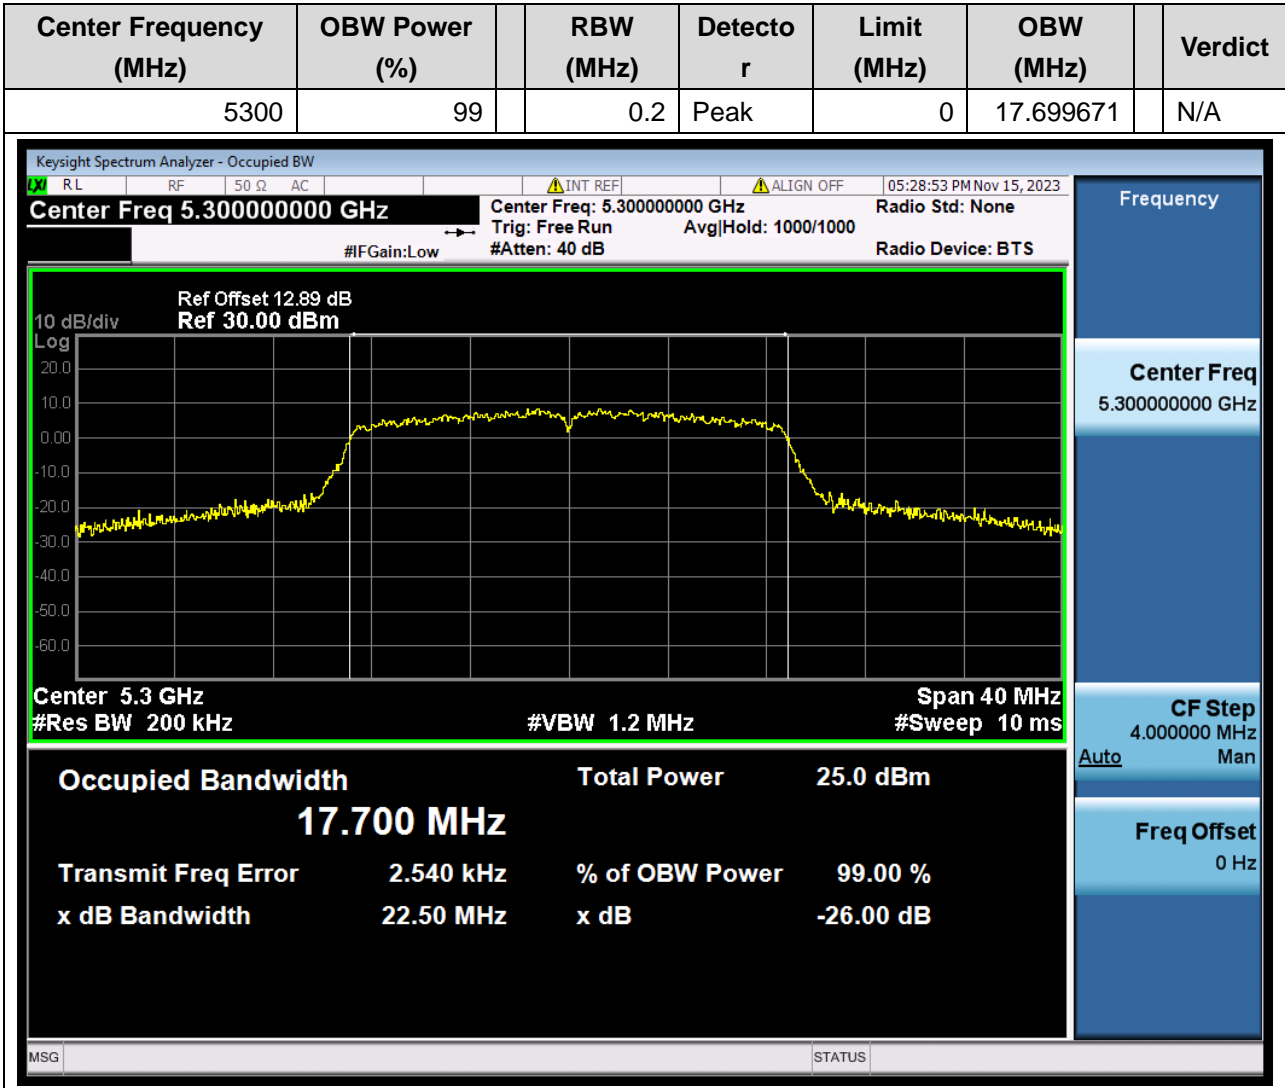 Center Frequency (MHz) OBW Power (%) RBW (MHz) Detecto r Limit (MHz) OBW (MHz) Verdict
5300 99 0.2 Peak 0 17.699671 N/A
Keysight Spectrum Analyzer - Occupied BW
LXI RL RF 50 Ω AC INT REF ALIGN OFF 05:28:53 PM Nov 15, 2023
Center Freq 5.300000000 GHz Center Freq: 5.300000000 GHz Radio Std: None
Trig: Free Run Avg|Hold: 1000/1000
#IFGain:Low #Atten: 40 dB Radio Device: BTS
Frequency
Ref Offset 12.89 dB
10 dB/div Ref 30.00 dBm
Log
20.0
10.0
0.00
-10.0
-20.0
-30.0
-40.0
-50.0
-60.0
Center 5.3 GHz Span 40 MHz
#Res BW 200 kHz #VBW 1.2 MHz #Sweep 10 ms
Center Freq
5.300000000 GHz
CF Step
4.000000 MHz
Auto Man
Freq Offset
0 Hz
Occupied Bandwidth Total Power 25.0 dBm
17.700 MHz
Transmit Freq Error 2.540 kHz % of OBW Power 99.00 %
x dB Bandwidth 22.50 MHz x dB -26.00 dB
MSG STATUS